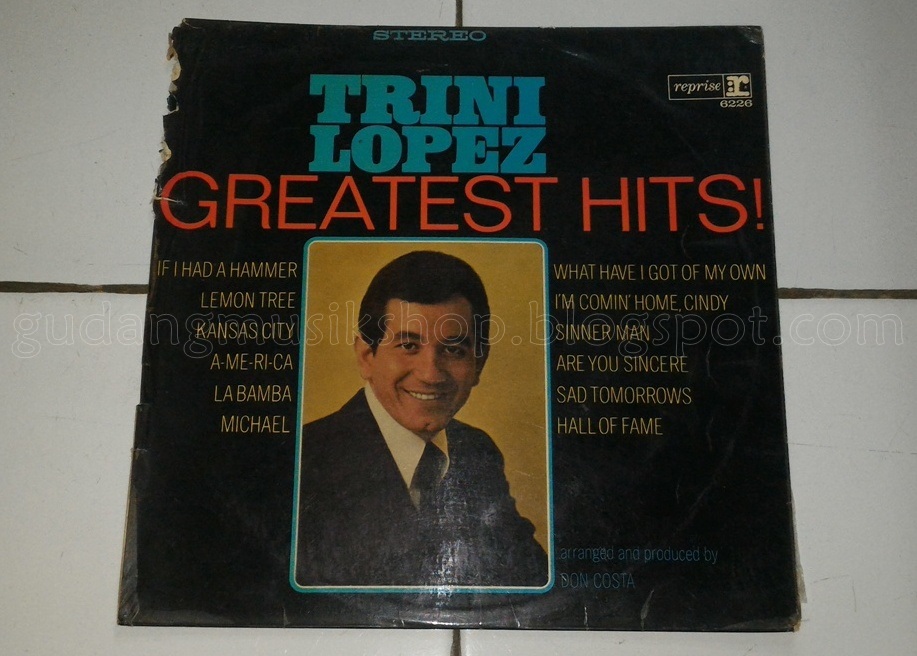 STEREO
reprise r
6226
TRINI
LOPEZ
GREATEST HITS!
IF I HAD A HAMMER
LEMON TREE
KANSAS CITY
A-ME-RI-CA
LA BAMBA
MICHAEL
WHAT HAVE I GOT OF MY OWN
I'M COMIN' HOME, CINDY
SINNER MAN
ARE YOU SINCERE
SAD TOMORROWS
HALL OF FAME
arranged and produced by
DON COSTA
gudangmusikshop.blogspot.com